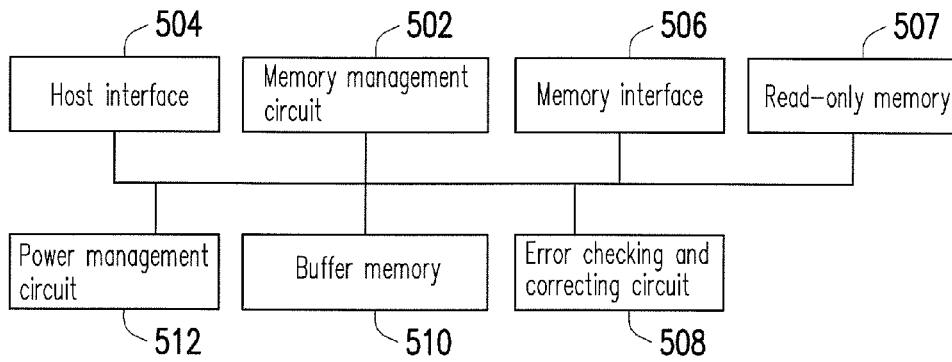 504
502
506
507
Host interface
Memory management
circuit
Memory interface
Read-only memory
Power management
circuit
Buffer memory
Error checking and
correcting circuit
512
510
508